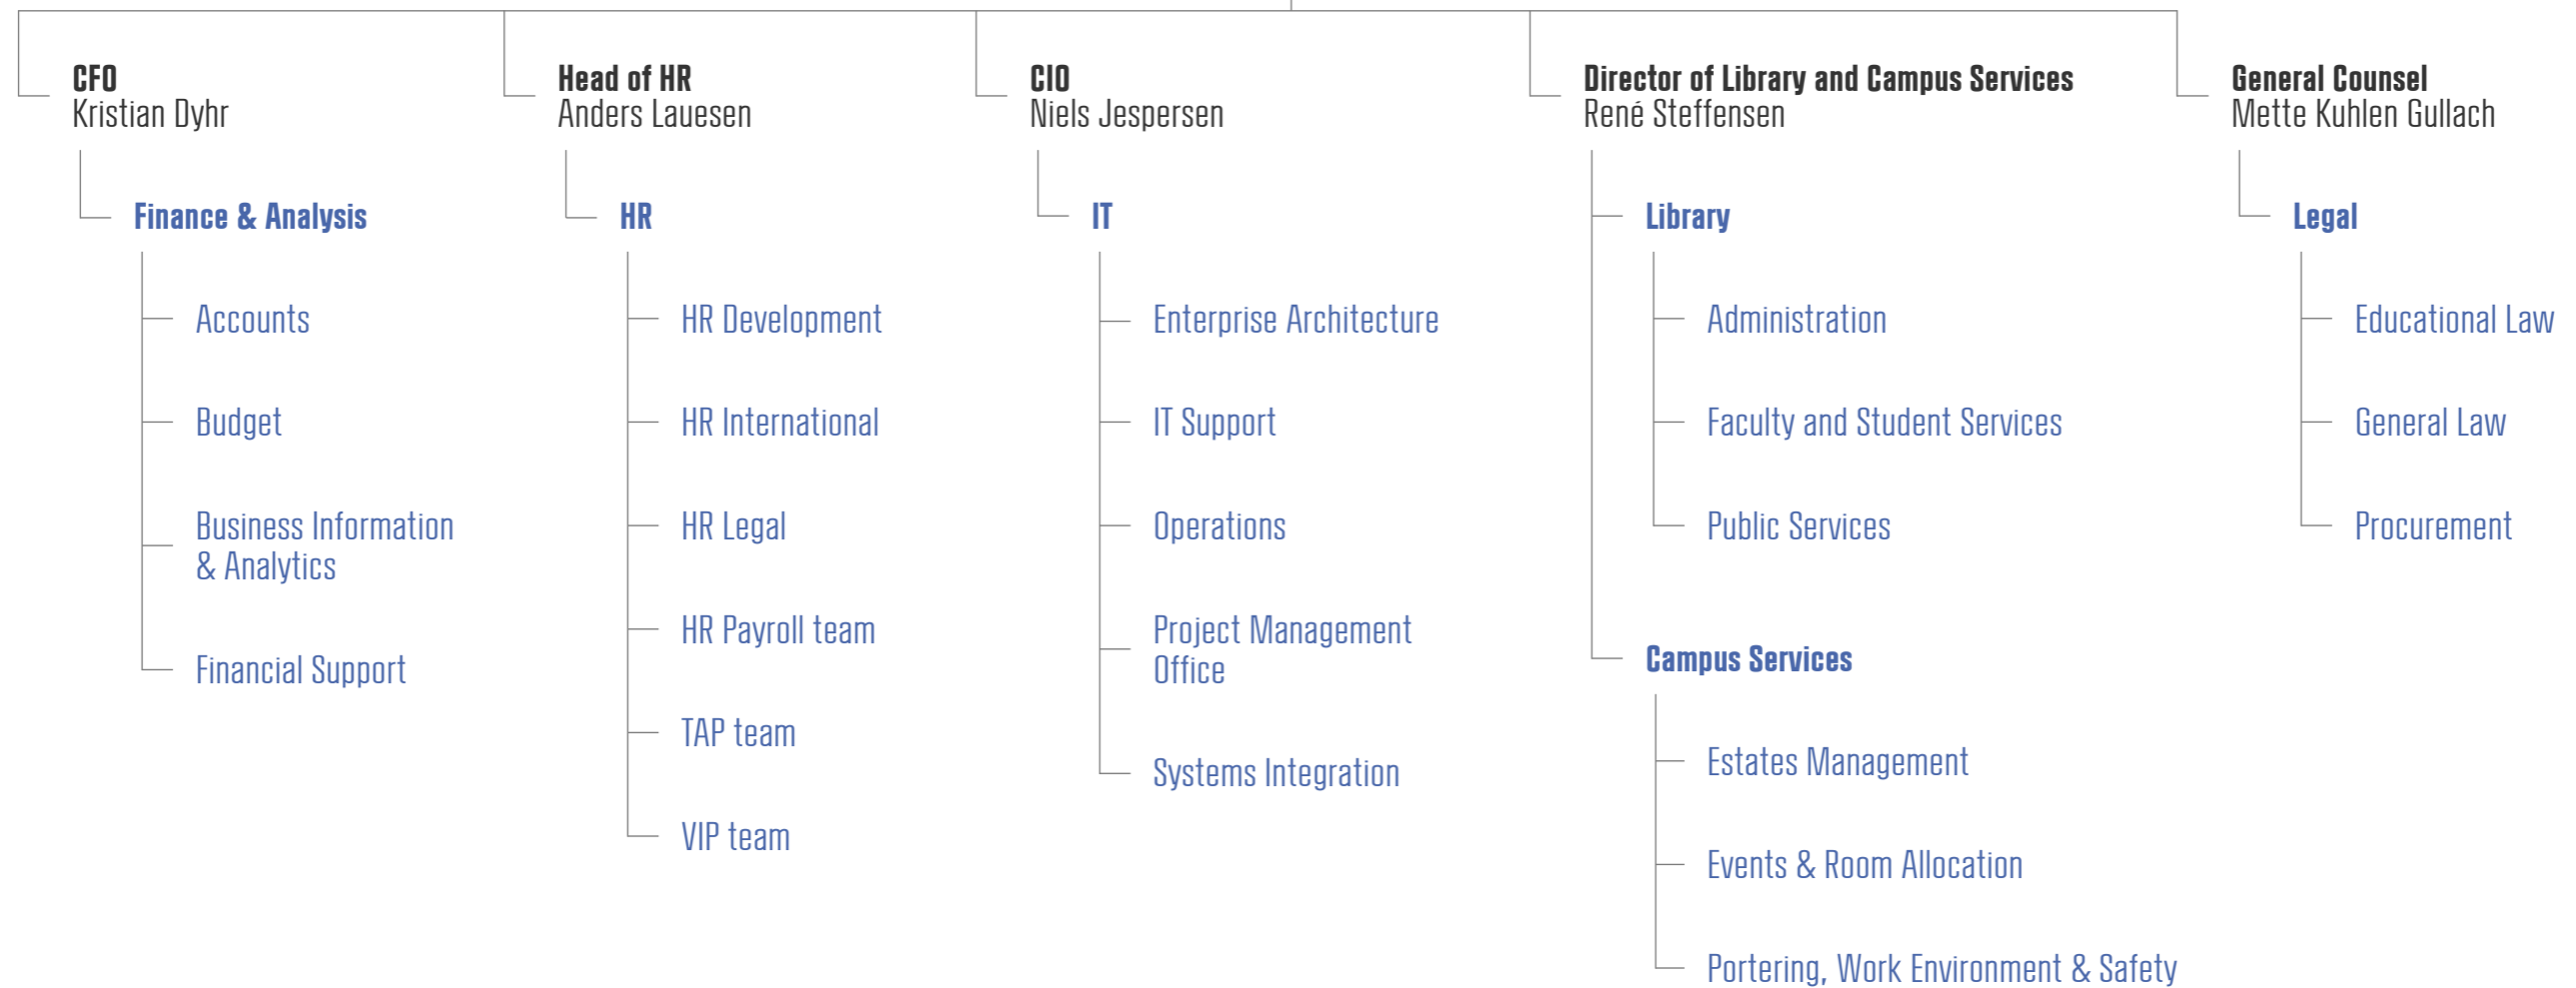 CFO
Kristian Dyhr
Finance & Analysis
Accounts
Budget
Business Information
& Analytics
Financial Support
Head of HR
Anders Lauesen
HR
HR Development
HR International
HR Legal
HR Payroll team
TAP team
VIP team
CIO
Niels Jespersen
IT
Enterprise Architecture
IT Support
Operations
Project Management
Office
Systems Integration
Director of Library and Campus Services
René Steffensen
Library
Administration
Faculty and Student Services
Public Services
Campus Services
Estates Management
Events & Room Allocation
Portering, Work Environment & Safety
General Counsel
Mette Kuhlen Gullach
Legal
Educational Law
General Law
Procurement